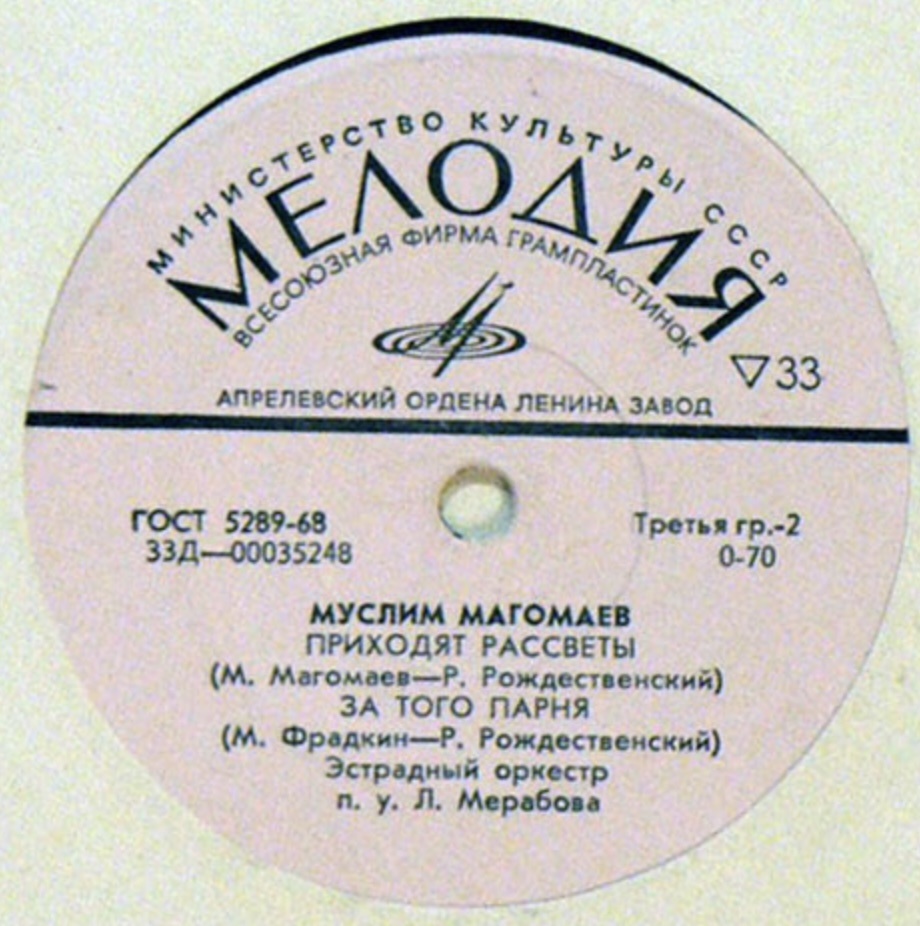 МИНИСТЕРСТВО КУЛЬТУРЫ СССР
МЕЛОДИЯ
ВСЕСОЮЗНАЯ ФИРМА ГРАМПЛАСТИНОК
▽33
АПРЕЛЕВСКИЙ ОРДЕНА ЛЕНИНА ЗАВОД
ГОСТ 5289-68
Третья гр.-2
33Д—00035248
0-70
МУСЛИМ МАГОМАЕВ
ПРИХОДЯТ РАССВЕТЫ
(М. Магомаев—Р. Рождественский)
ЗА ТОГО ПАРНЯ
(М. Фрадкин—Р. Рождественский)
Эстрадный оркестр
п. у. Л. Мерабова